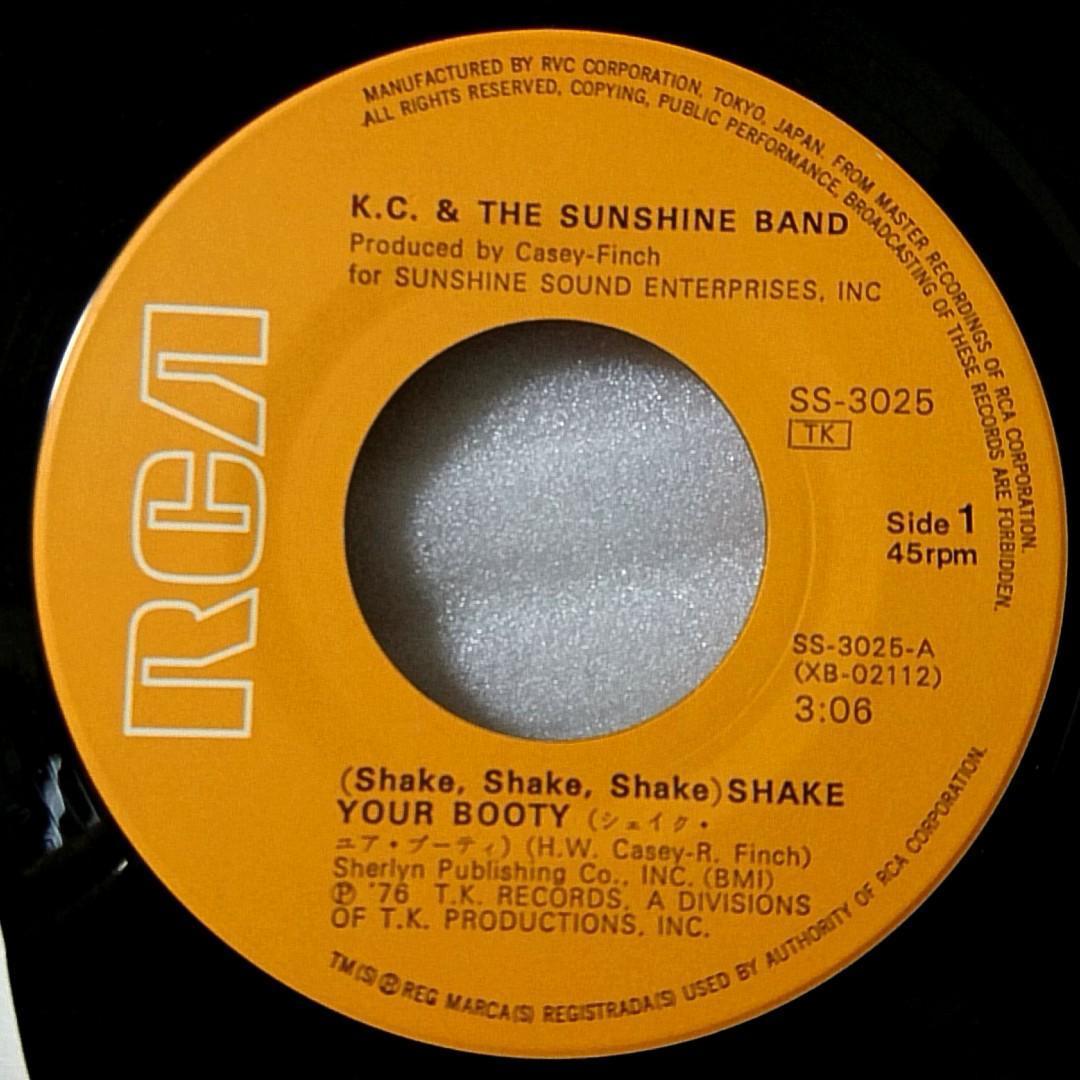 MANUFACTURED BY RVC CORPORATION, TOKYO, JAPAN. FROM MASTER RECORDINGS OF RCA CORPORATION.
ALL RIGHTS RESERVED, COPYING, PUBLIC PERFORMANCE, BROADCASTING OF THESE RECORDS ARE FORBIDDEN.
K.C. & THE SUNSHINE BAND
Produced by Casey-Finch
for SUNSHINE SOUND ENTERPRISES, INC
RCA
SS-3025
TK
Side 1
45rpm
SS-3025-A
(XB-02112)
3:06
(Shake, Shake, Shake) SHAKE
YOUR BOOTY (シェイク・
ユア・ブーティ) (H.W. Casey-R. Finch)
Sherlyn Publishing Co., INC. (BMI)
Ⓟ '76 T.K. RECORDS, A DIVISIONS
OF T.K. PRODUCTIONS, INC.
TM(S)®REG MARCA(S) REGISTRADA(S) USED BY AUTHORITY OF RCA CORPORATION.